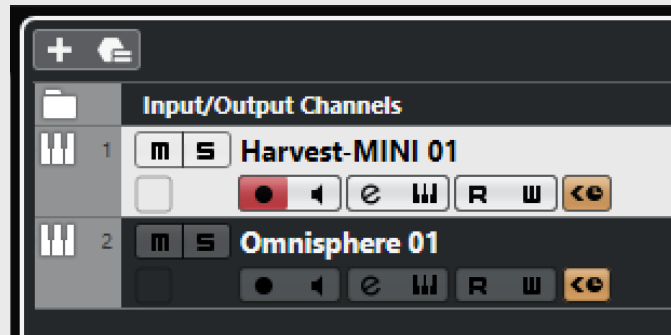 Input/Output Channels
1 m S Harvest-MINI 01
e R W
2 m S Omnisphere 01
e R W